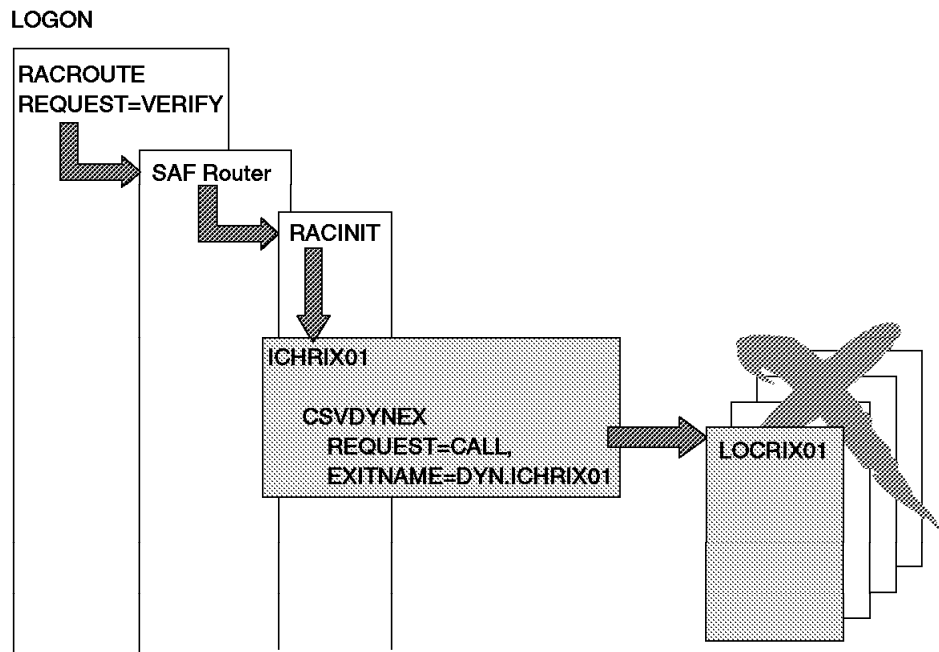 LOGON
RACROUTE
REQUEST=VERIFY
SAF Router
RACINIT
ICHRIX01
CSVDYNEX
REQUEST=CALL,
EXITNAME=DYN.ICHRIX01
LOCRIX01